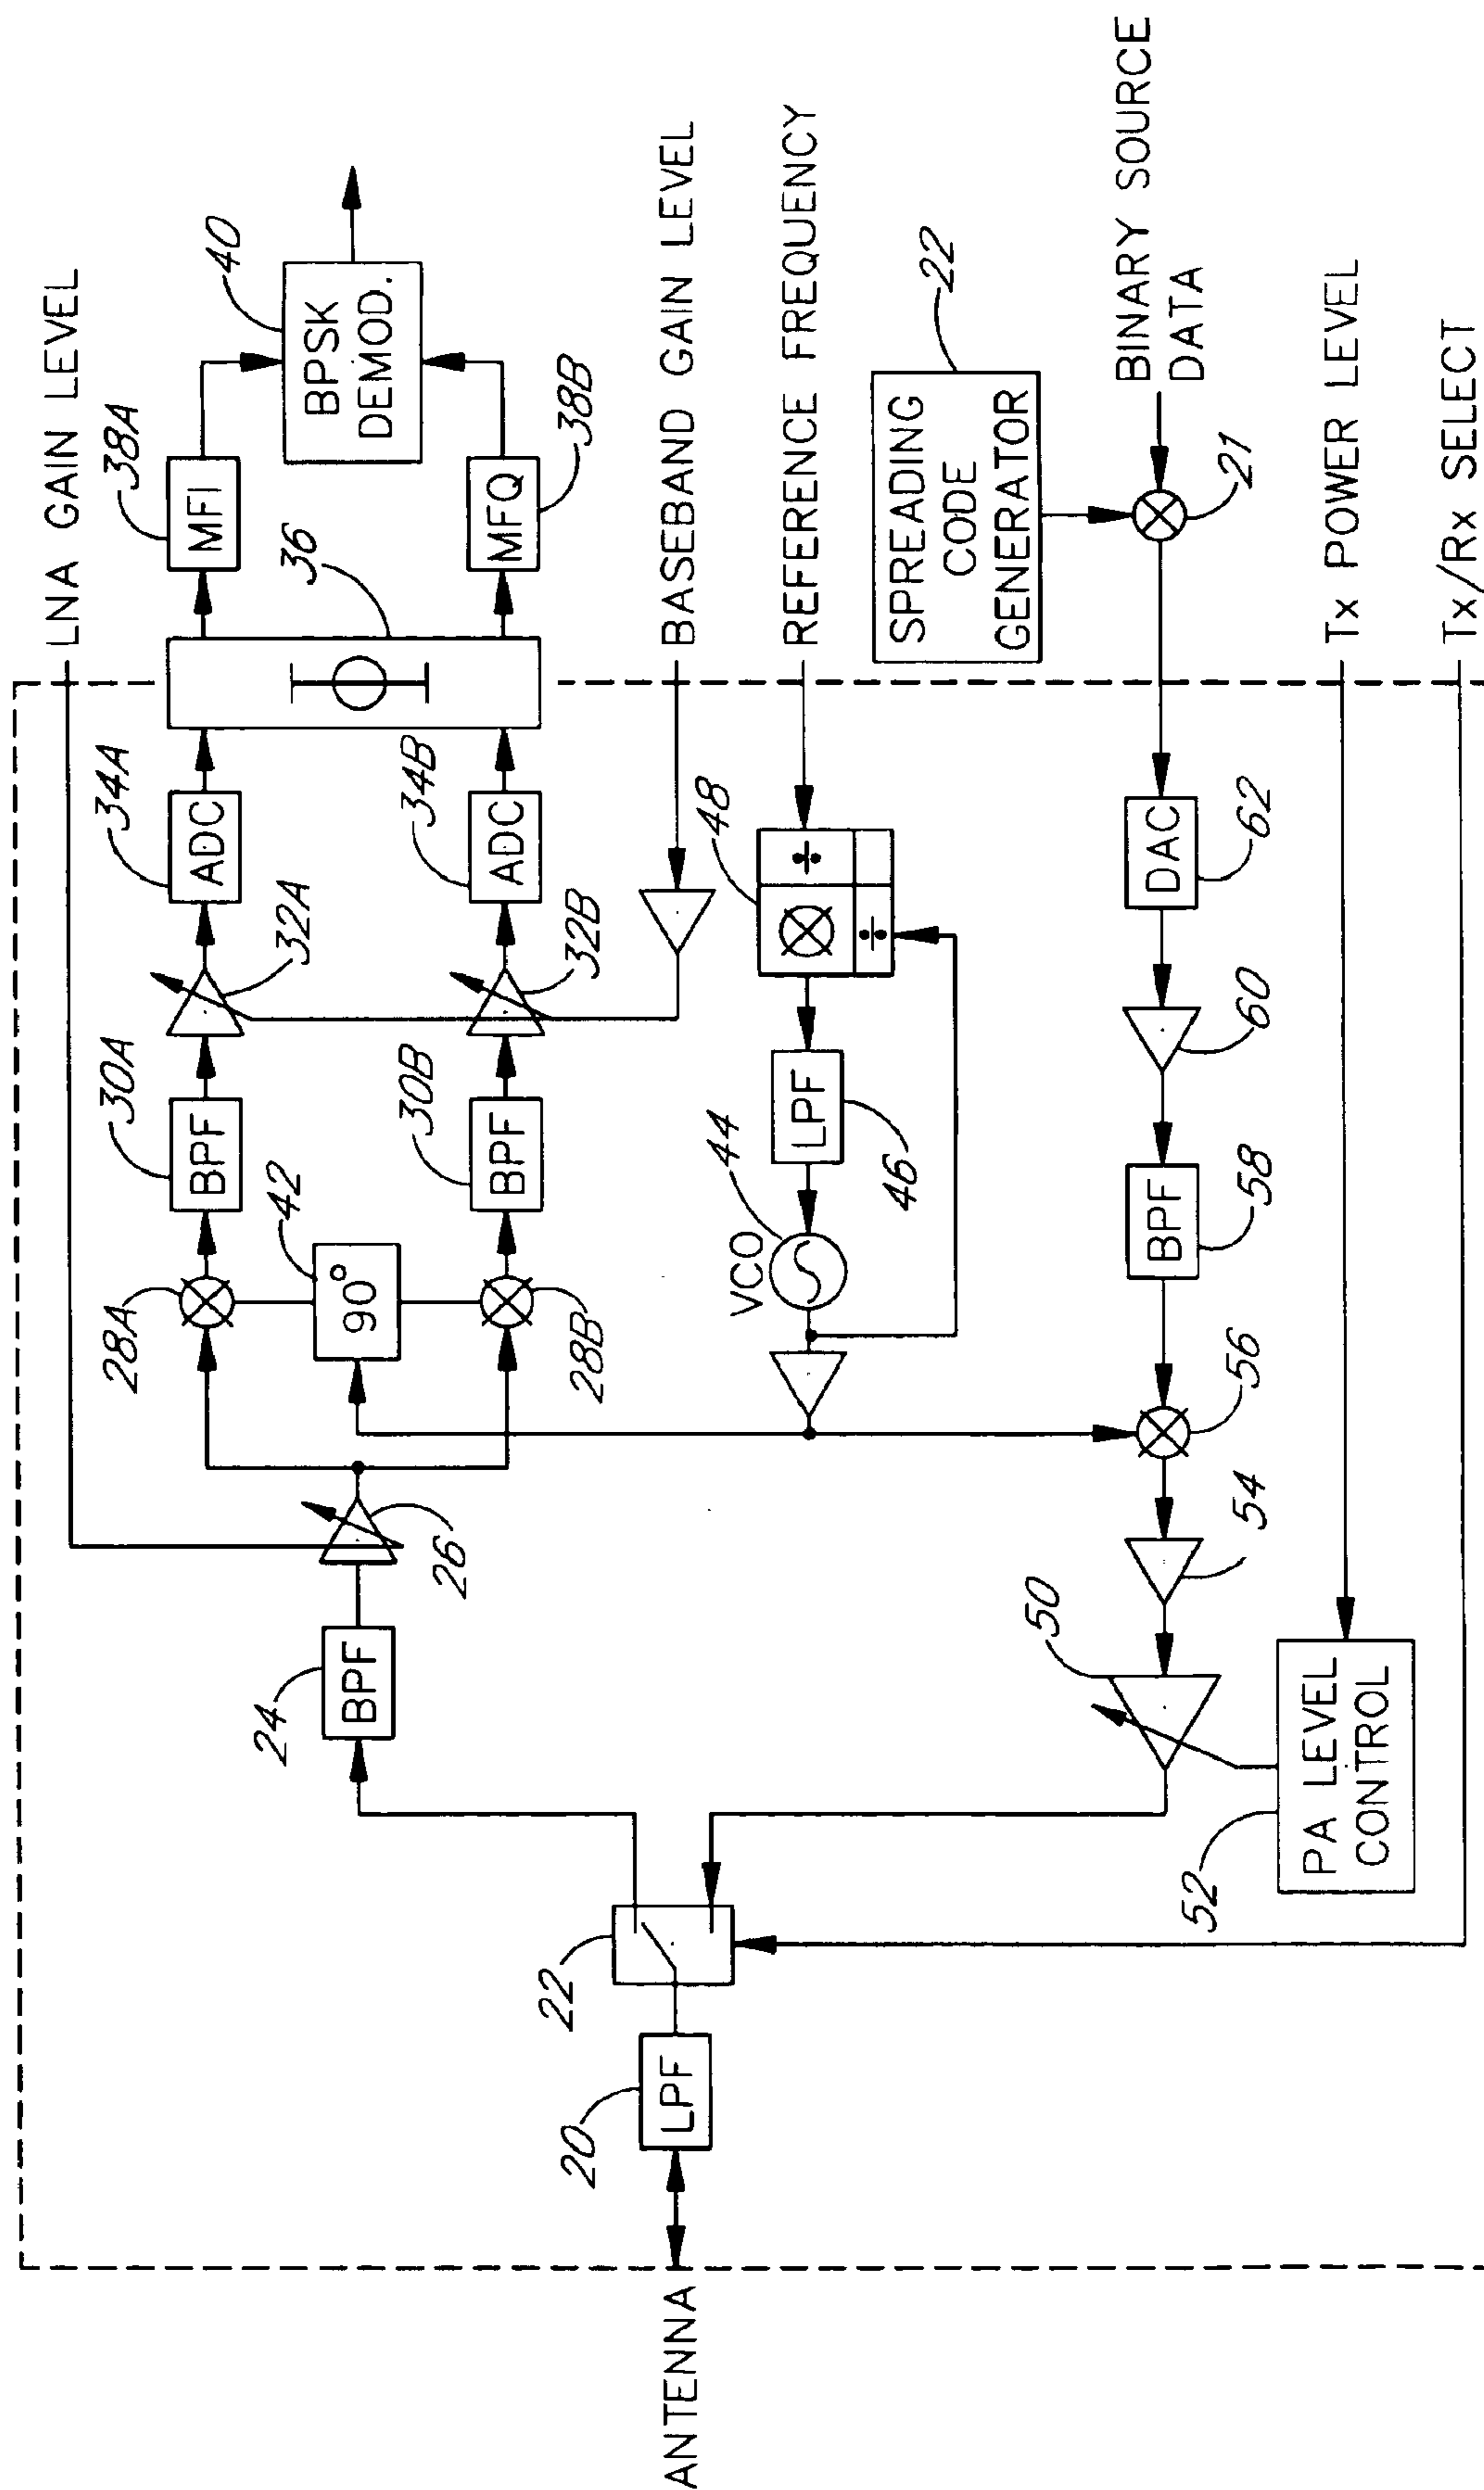 LNA GAIN LEVEL
38A
MFI
40
BPSK
DEMOD.
36
MFQ
38B
34A
ADC
32A
34B
ADC
32B
30A
BPF
30B
BPF
28A
42
90°
28B
24
BPF
26
BASEBAND GAIN LEVEL
REFERENCE FREQUENCY
48
÷
÷
LPF
46
44
VCO
22
SPREADING
CODE
GENERATOR
BINARY SOURCE
DATA
21
DAC
62
60
BPF
58
56
54
50
Tx POWER LEVEL
PA LEVEL
CONTROL
52
Tx/Rx SELECT
22
20
LPF
ANTENNA